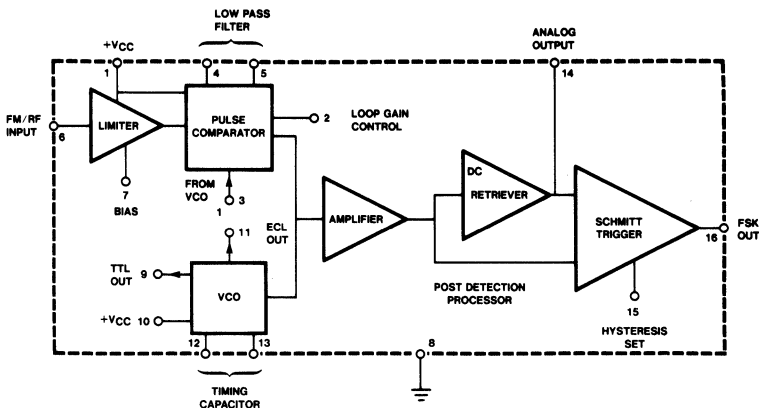 LOW PASS
FILTER
+VCC
1
4
5
ANALOG
OUTPUT
14
FM/RF
INPUT
6
LIMITER
PULSE
COMPARATOR
2
LOOP GAIN
CONTROL
7
BIAS
FROM
VCO
3
1
11
ECL
OUT
AMPLIFIER
DC
RETRIEVER
SCHMITT
TRIGGER
16
FSK
OUT
TTL
OUT
9
VCO
+VCC 10
12
13
POST DETECTION
PROCESSOR
15
HYSTERESIS
SET
8
TIMING
CAPACITOR